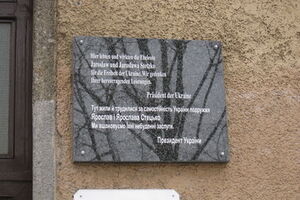 Hier lebten und wirkten die Eheleute
Jaroslaw und Jaroslawa Stetzko
für die Freiheit der Ukraine. Wir gedenken
Ihrer hervorragenden Leistungen.
Präsident der Ukraine
Тут жили й трудилися за самостійність України подружжя
Ярослав і Ярослава Стецько
Ми вшановуємо їхні незабутні заслуги.
Президент України